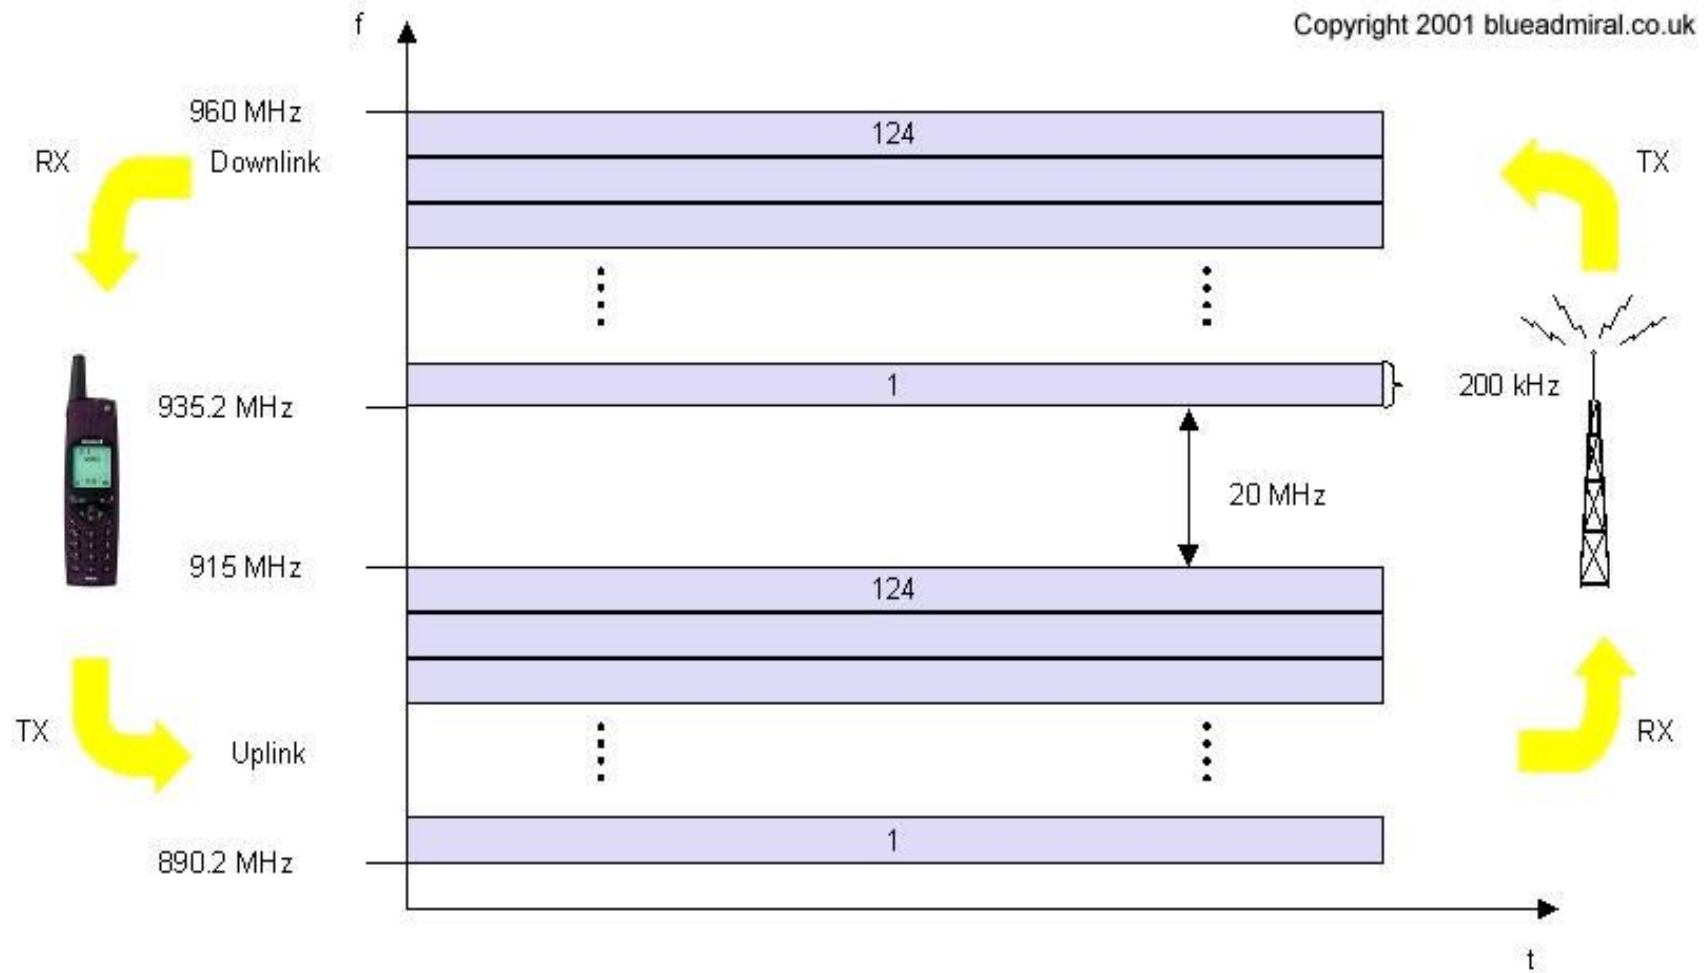 f
Copyright 2001 blueadmiral.co.uk
960 MHz
124
RX
Downlink
TX
1
200 kHz
935.2 MHz
20 MHz
915 MHz
124
TX
Uplink
RX
1
890.2 MHz
t